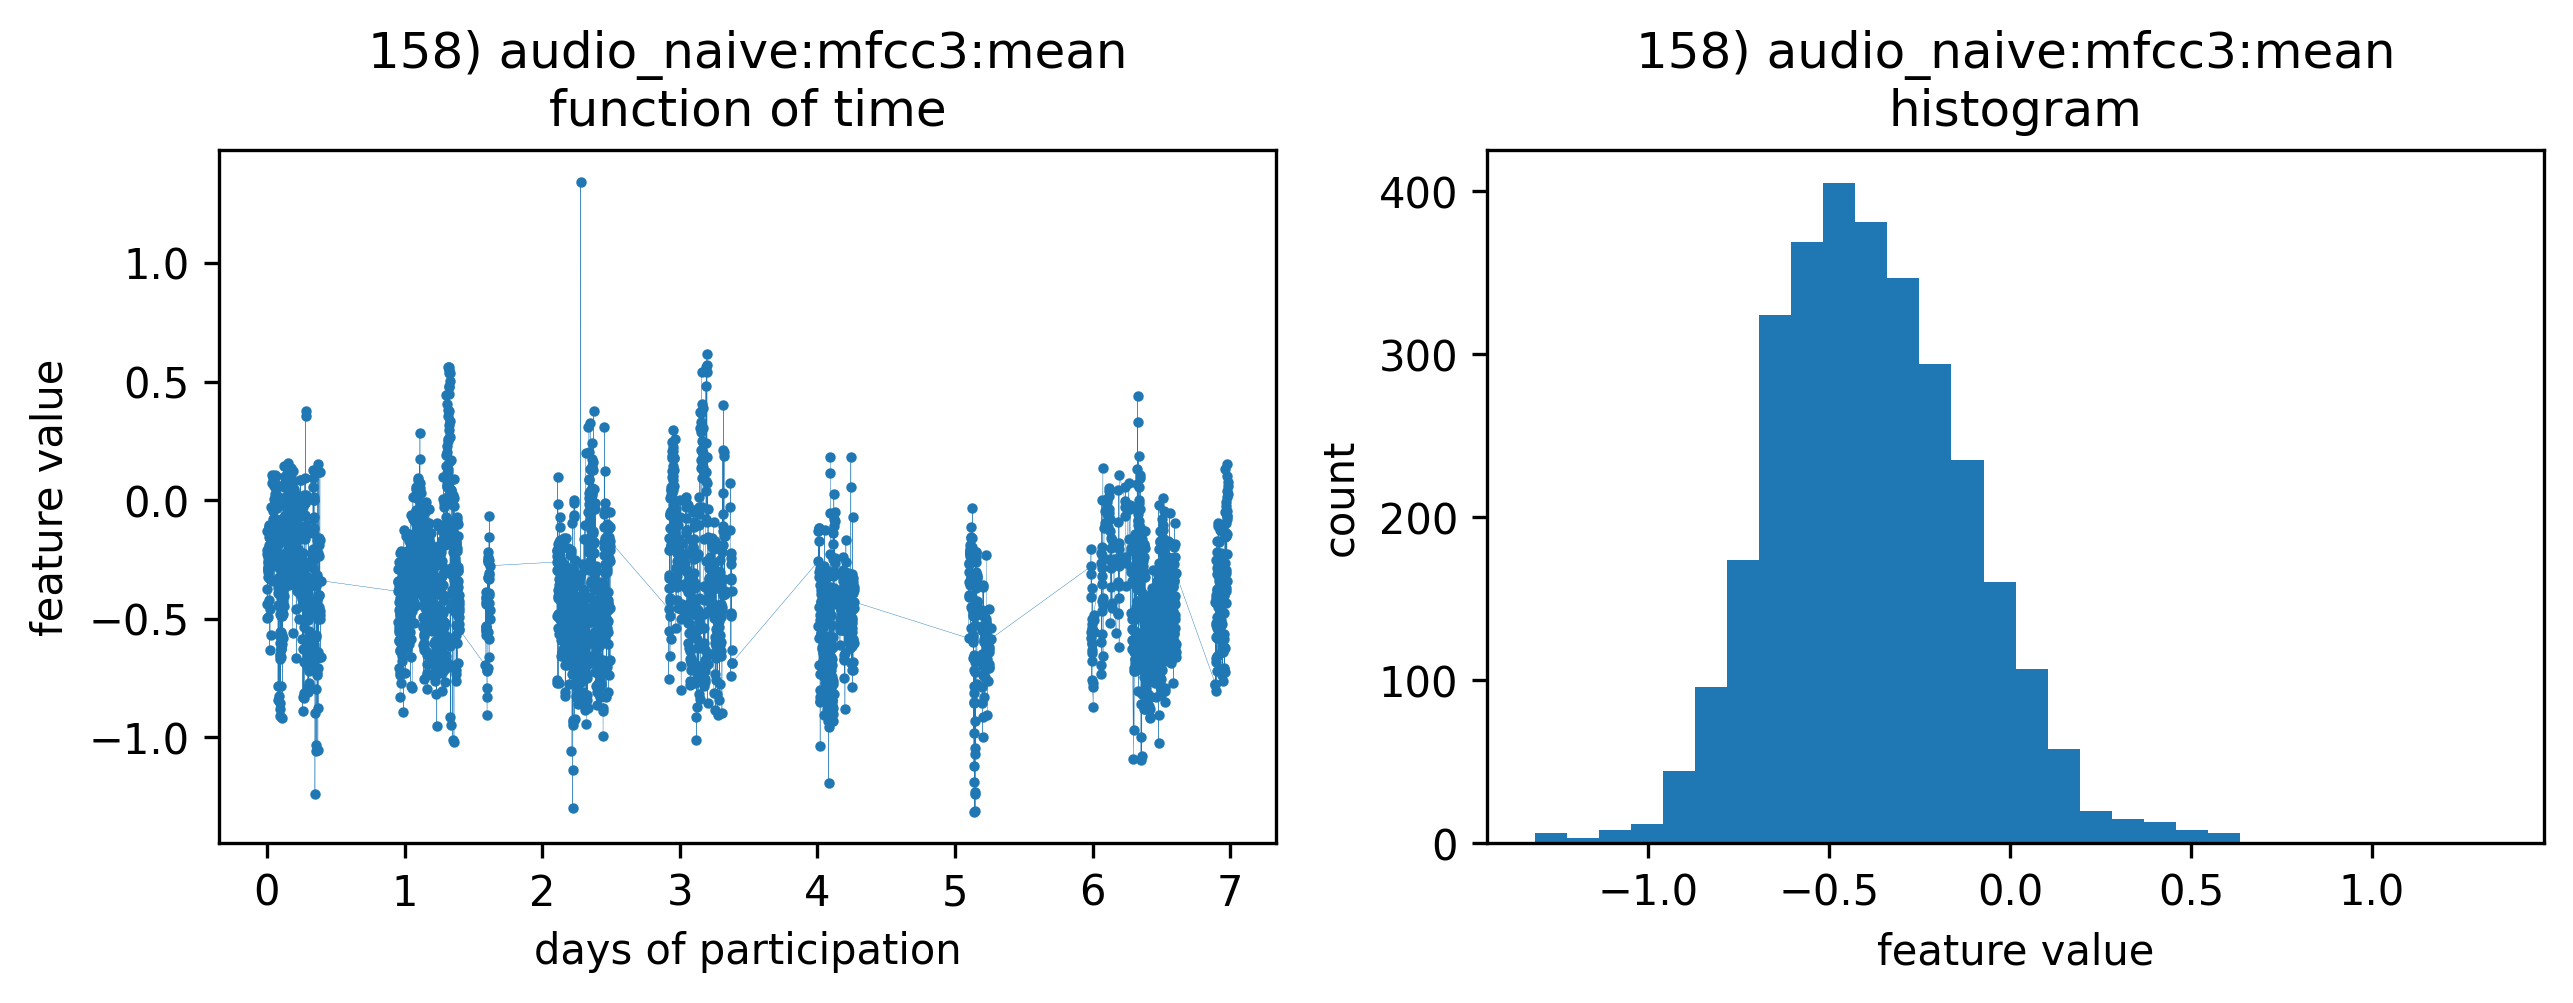 158) audio_naive:mfcc3:mean
function of time
1.0
0.5
0.0
−0.5
−1.0
feature value
0 1 2 3 4 5 6 7
days of participation
158) audio_naive:mfcc3:mean
histogram
400
300
200
100
0
count
−1.0 −0.5 0.0 0.5 1.0
feature value